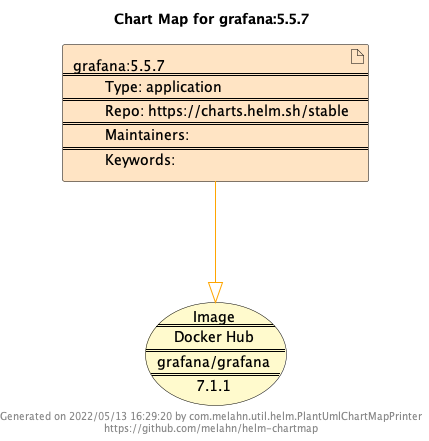 Chart Map for grafana:5.5.7
grafana:5.5.7
Type: application
Repo: https://charts.helm.sh/stable
Maintainers:
Keywords:
Image
Docker Hub
grafana/grafana
7.1.1
Generated on 2022/05/13 16:29:20 by com.melahn.util.helm.PlantUmlChartMapPrinter
https://github.com/melahn/helm-chartmap